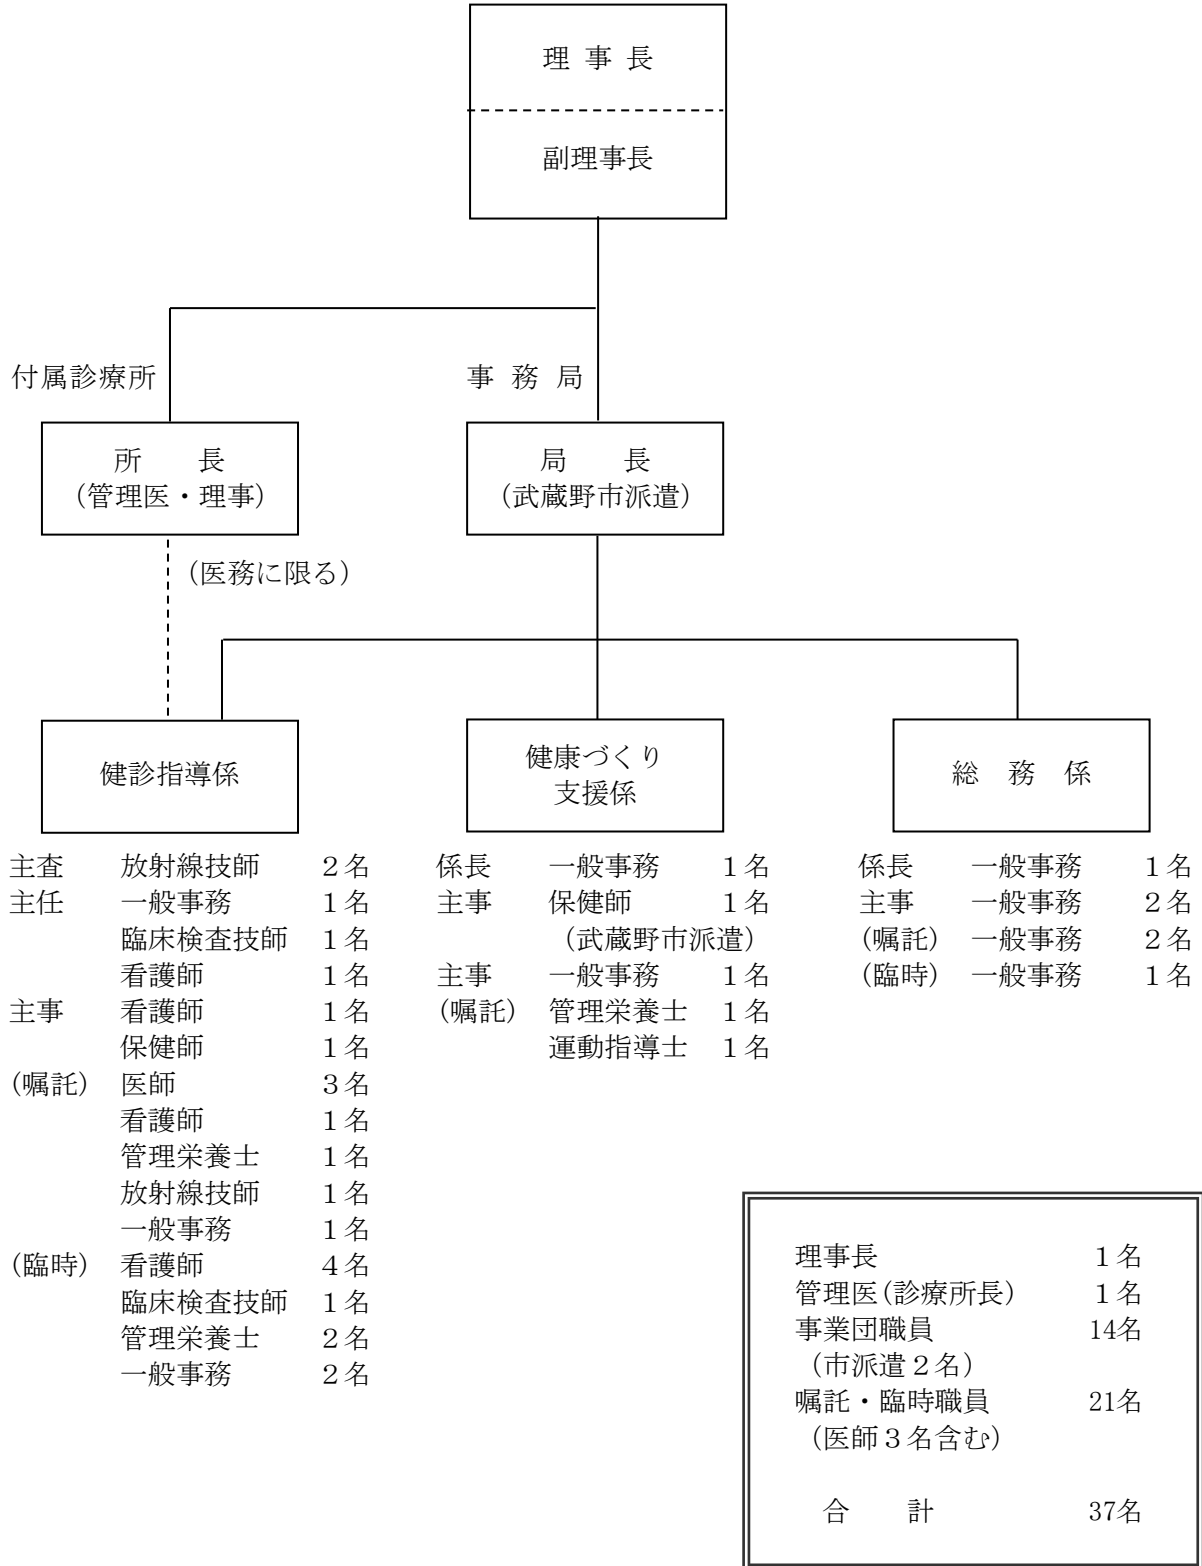 理 事 長
副理事長
付属診療所
事 務 局
所　　長
(管理医・理事)
局　　長
(武蔵野市派遣)
(医務に限る)
健診指導係
健康づくり
支援係
総　務　係
主査　放射線技師　２名
主任　一般事務　１名
臨床検査技師　１名
看護師　１名
主事　看護師　１名
保健師　１名
(嘱託)　医師　３名
看護師　１名
管理栄養士　１名
放射線技師　１名
一般事務　１名
(臨時)　看護師　４名
臨床検査技師　１名
管理栄養士　２名
一般事務　２名
係長　一般事務　１名
主事　保健師　１名
(武蔵野市派遣)
主事　一般事務　１名
(嘱託)　管理栄養士　１名
運動指導士　１名
係長　一般事務　１名
主事　一般事務　２名
(嘱託)　一般事務　２名
(臨時)　一般事務　１名
理事長　１名
管理医(診療所長)　１名
事業団職員　14名
(市派遣２名)
嘱託・臨時職員　21名
(医師３名含む)
合　　計　37名